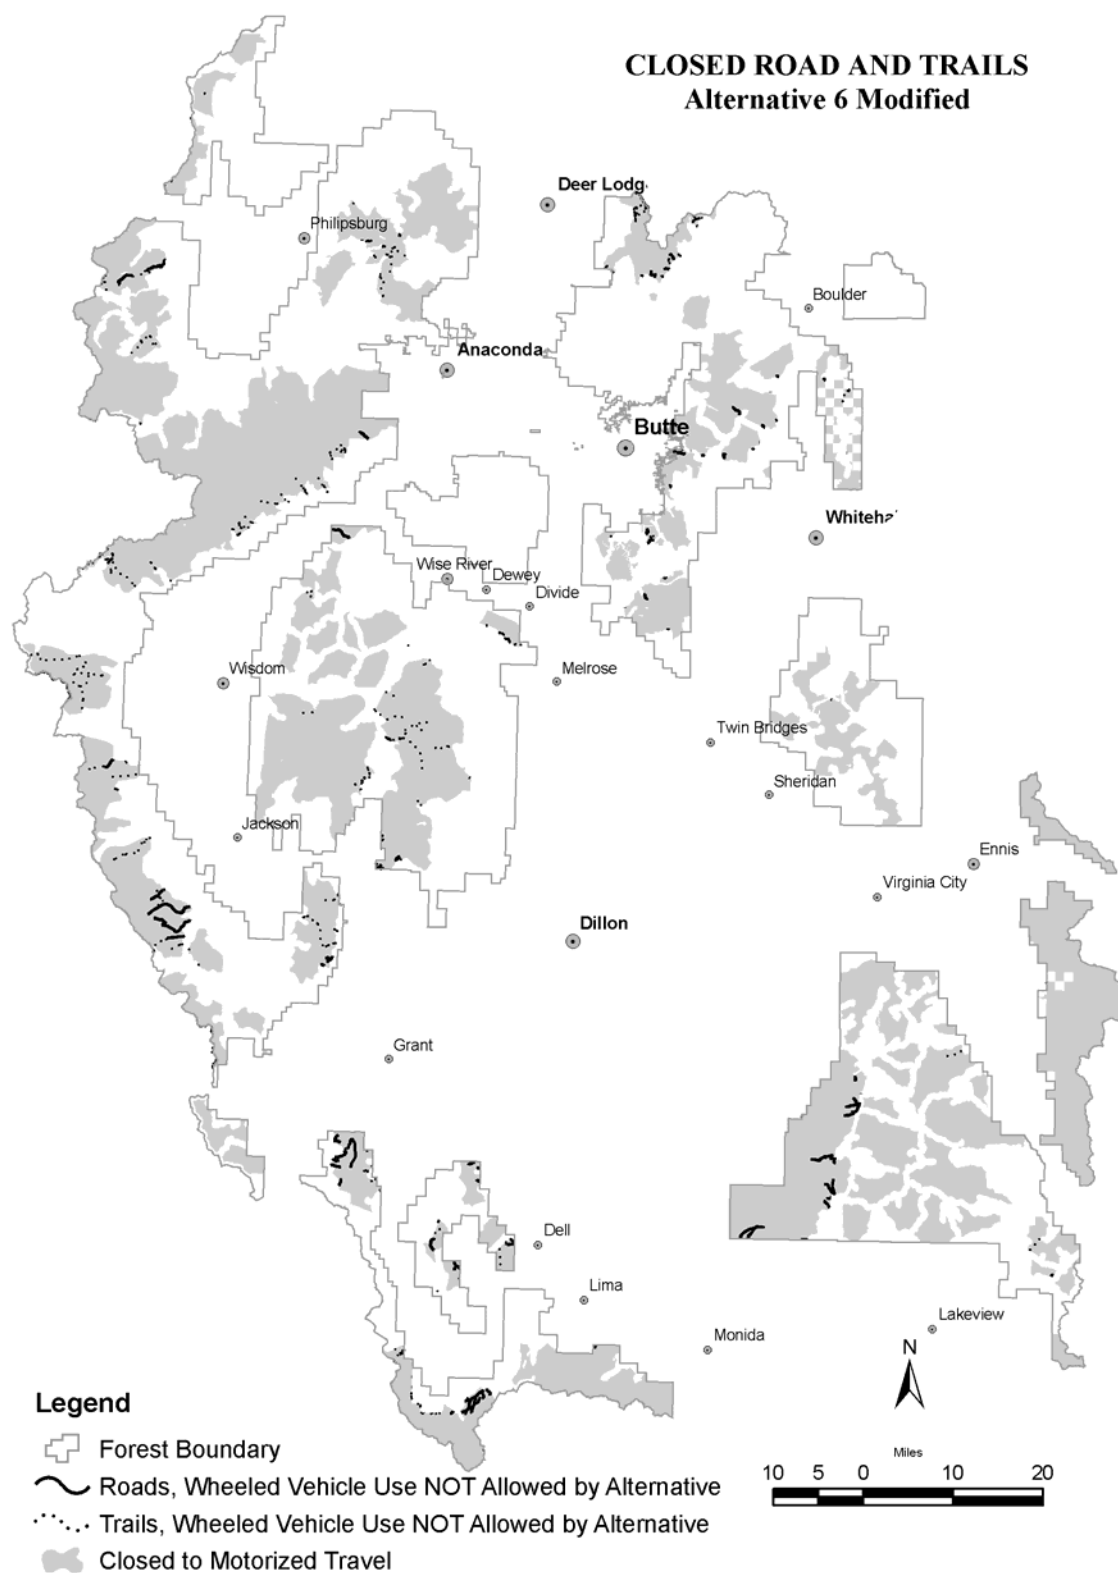 CLOSED ROAD AND TRAILS
Alternative 6 Modified
Deer Lodg
Philipsburg
Boulder
Anaconda
Butte
Whiteha
Wise River
Dewey
Divide
Wisdom
Melrose
Twin Bridges
Sheridan
Jackson
Ennis
Virginia City
Dillon
Grant
Dell
Lima
Lakeview
Monida
N
Legend
Forest Boundary
Miles
Roads, Wheeled Vehicle Use NOT Allowed by Alternative
10 5 0 10 20
Trails, Wheeled Vehicle Use NOT Allowed by Alternative
Closed to Motorized Travel